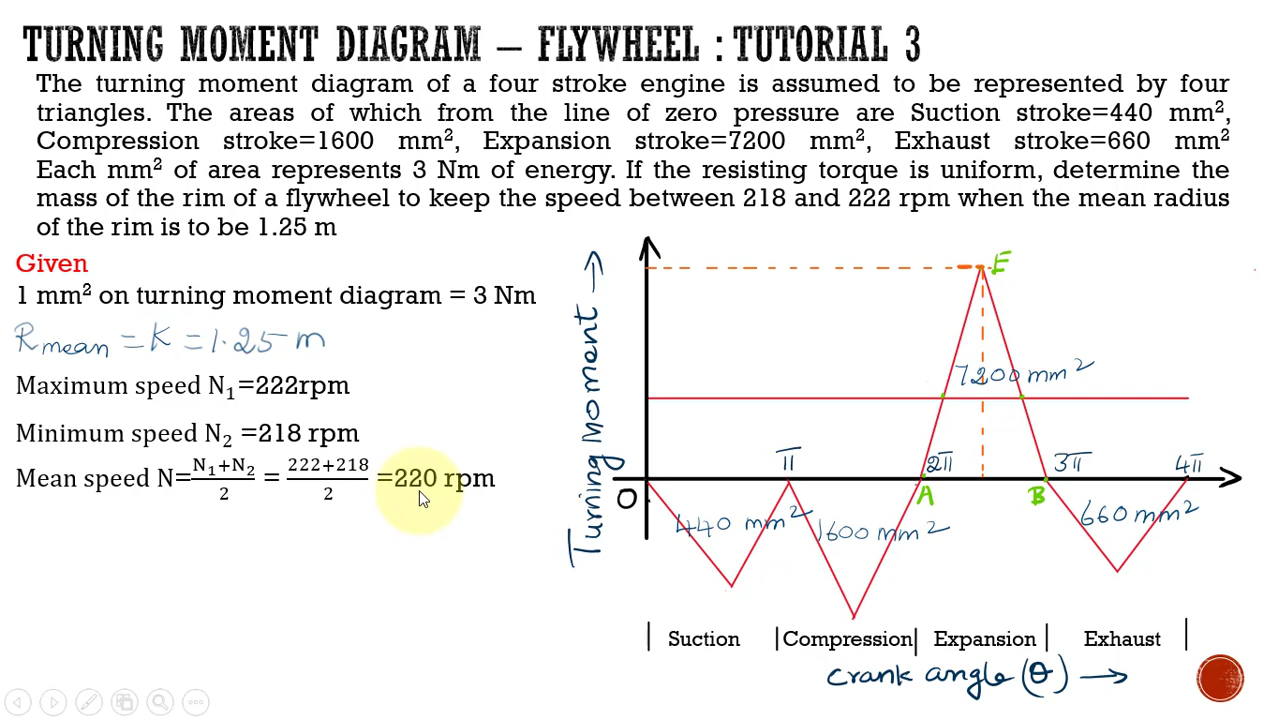 TURNING MOMENT DIAGRAM – FLYWHEEL : TUTORIAL 3
The turning moment diagram of a four stroke engine is assumed to be represented by four
triangles. The areas of which from the line of zero pressure are Suction stroke=440 mm²,
Compression stroke=1600 mm², Expansion stroke=7200 mm², Exhaust stroke=660 mm²
Each mm² of area represents 3 Nm of energy. If the resisting torque is uniform, determine the
mass of the rim of a flywheel to keep the speed between 218 and 222 rpm when the mean radius
of the rim is to be 1.25 m
Given
1 mm² on turning moment diagram = 3 Nm
Rmean = K = 1.25 m
Maximum speed N₁=222rpm
Minimum speed N₂ =218 rpm
Mean speed N=(N₁+N₂)/2 = (222+218)/2 =220 rpm
Turning Moment →
E
7200 mm²
π
2π
3π
4π
O
A
B
440 mm²
1600 mm²
660 mm²
| Suction | Compression | Expansion | Exhaust |
crank angle (θ) →